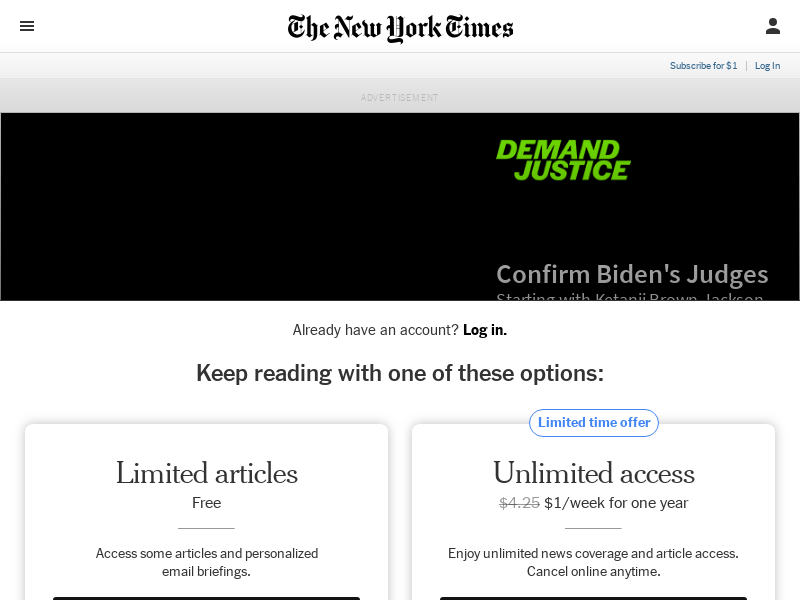 The New York Times
Subscribe for $1 | Log In
ADVERTISEMENT
DEMAND
JUSTICE
Confirm Biden's Judges
Starting with Ketanji Brown Jackson
Already have an account? Log in.
Keep reading with one of these options:
Limited time offer
Limited articles
Free
Access some articles and personalized
email briefings.
Unlimited access
$4.25 $1/week for one year
Enjoy unlimited news coverage and article access.
Cancel online anytime.